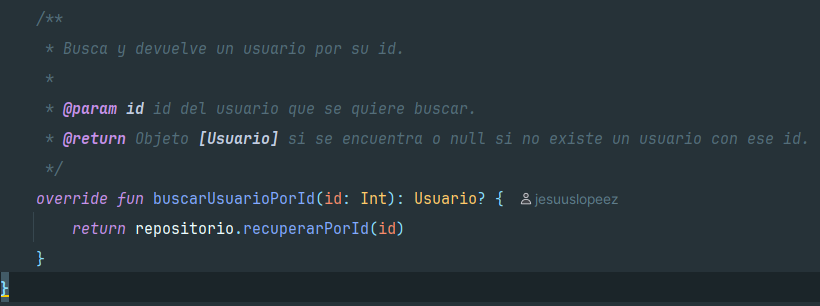 /**
 * Busca y devuelve un usuario por su id.
 *
 * @param id id del usuario que se quiere buscar.
 * @return Objeto [Usuario] si se encuentra o null si no existe un usuario con ese id.
 */
override fun buscarUsuarioPorId(id: Int): Usuario? { jesuuslopeez
    return repositorio.recuperarPorId(id)
}
}